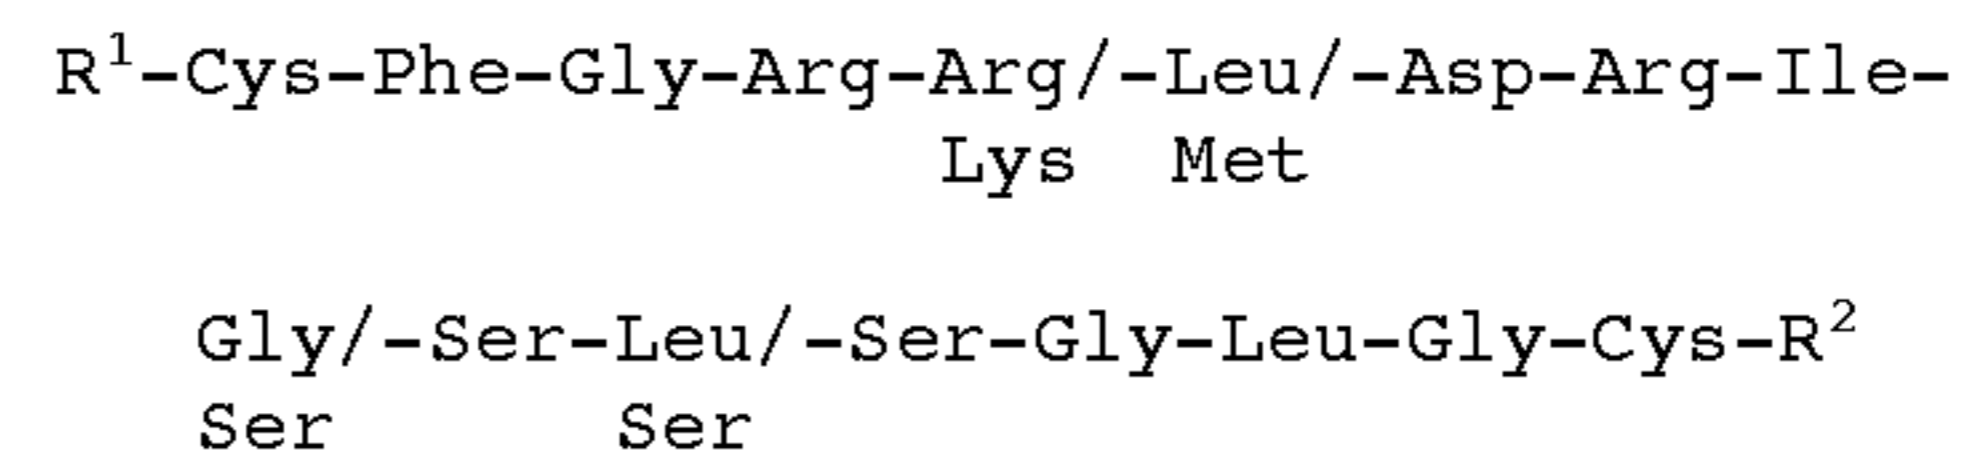 R¹-Cys-Phe-Gly-Arg-Arg/-Leu/-Asp-Arg-Ile-
Lys Met
Gly/-Ser-Leu/-Ser-Gly-Leu-Gly-Cys-R²
Ser Ser